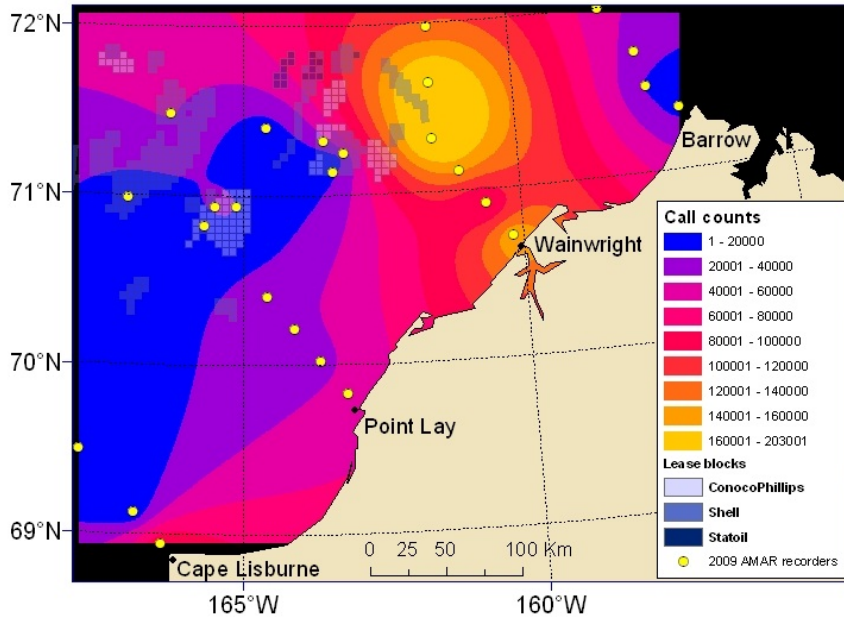 72°N
71°N
70°N
69°N
165°W
160°W
Barrow
Wainwright
Point Lay
Cape Lisburne
0 25 50 100 Km
Call counts
1 - 20000
20001 - 40000
40001 - 60000
60001 - 80000
80001 - 100000
100001 - 120000
120001 - 140000
140001 - 160000
160001 - 203001
Lease blocks
ConocoPhillips
Shell
Statoil
2009 AMAR recorders